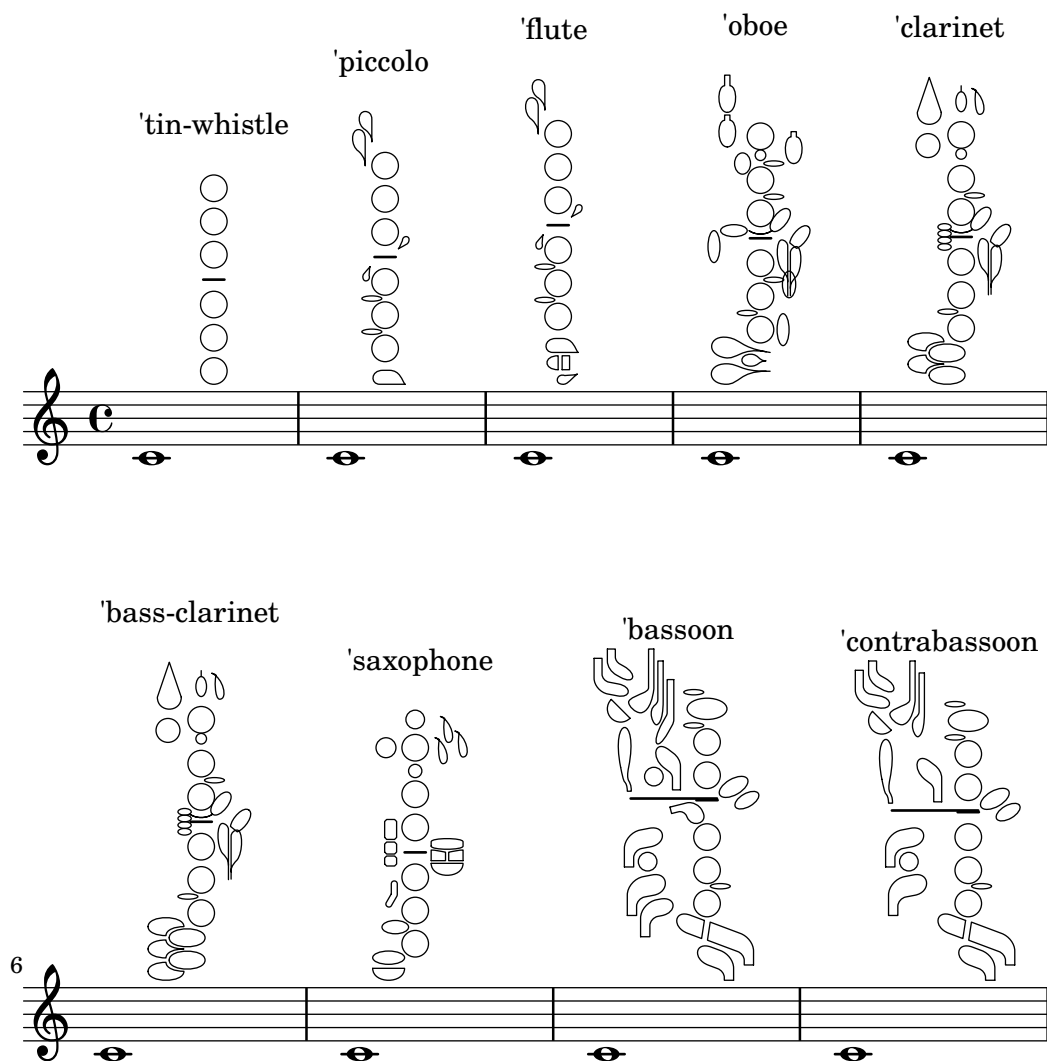 'tin-whistle
'piccolo
'flute
'oboe
'clarinet
6
'bass-clarinet
'saxophone
'bassoon
'contrabassoon